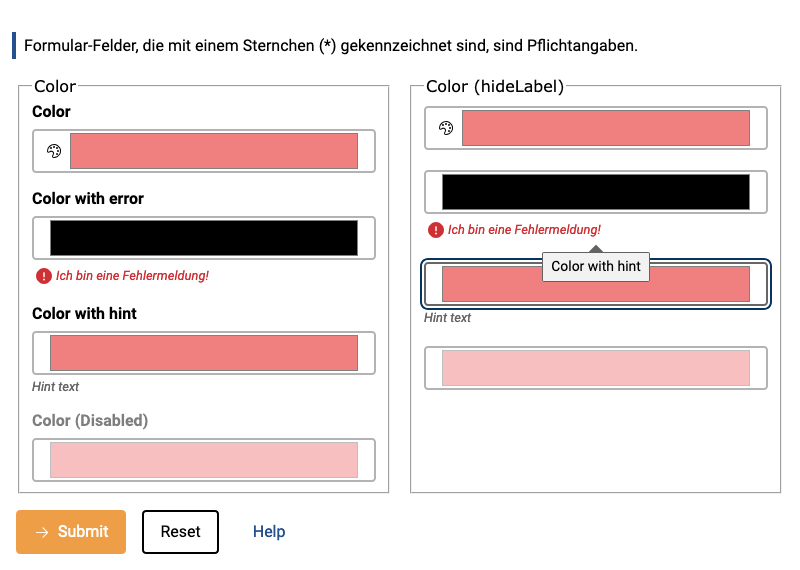 Formular-Felder, die mit einem Sternchen (*) gekennzeichnet sind, sind Pflichtangaben.
Color
Color
Color with error
Ich bin eine Fehlermeldung!
Color with hint
Hint text
Color (Disabled)
Color (hideLabel)
Ich bin eine Fehlermeldung!
Color with hint
Hint text
Submit
Reset
Help